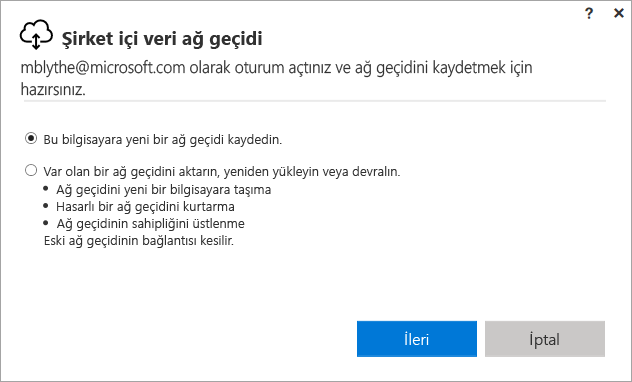 ? ×
Şirket içi veri ağ geçidi
mblythe@microsoft.com olarak oturum açtınız ve ağ geçidini kaydetmek için
hazırsınız.
Bu bilgisayara yeni bir ağ geçidi kaydedin.
Var olan bir ağ geçidini aktarın, yeniden yükleyin veya devralın.
• Ağ geçidini yeni bir bilgisayara taşıma
• Hasarlı bir ağ geçidini kurtarma
• Ağ geçidinin sahipliğini üstlenme
Eski ağ geçidinin bağlantısı kesilir.
İleri
İptal